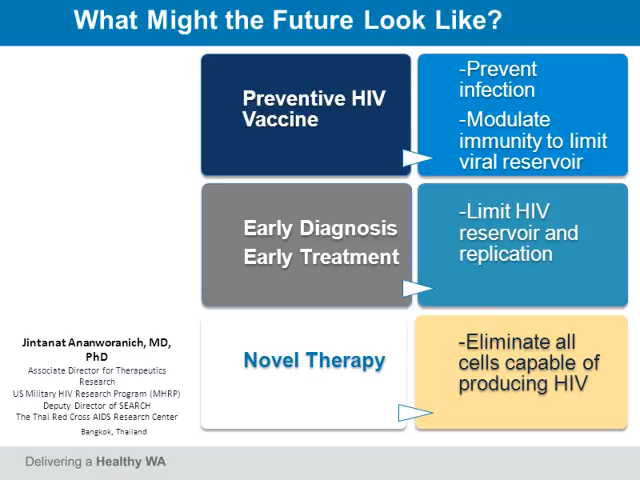 What Might the Future Look Like?
Preventive HIV
Vaccine
-Prevent
infection
-Modulate
immunity to limit
viral reservoir
Early Diagnosis
Early Treatment
-Limit HIV
reservoir and
replication
Novel Therapy
-Eliminate all
cells capable of
producing HIV
Jintanat Ananworanich, MD,
PhD
Associate Director for Therapeutics
Research
US Military HIV Research Program (MHRP)
Deputy Director of SEARCH
The Thai Red Cross AIDS Research Center
Bangkok, Thailand
Delivering a Healthy WA